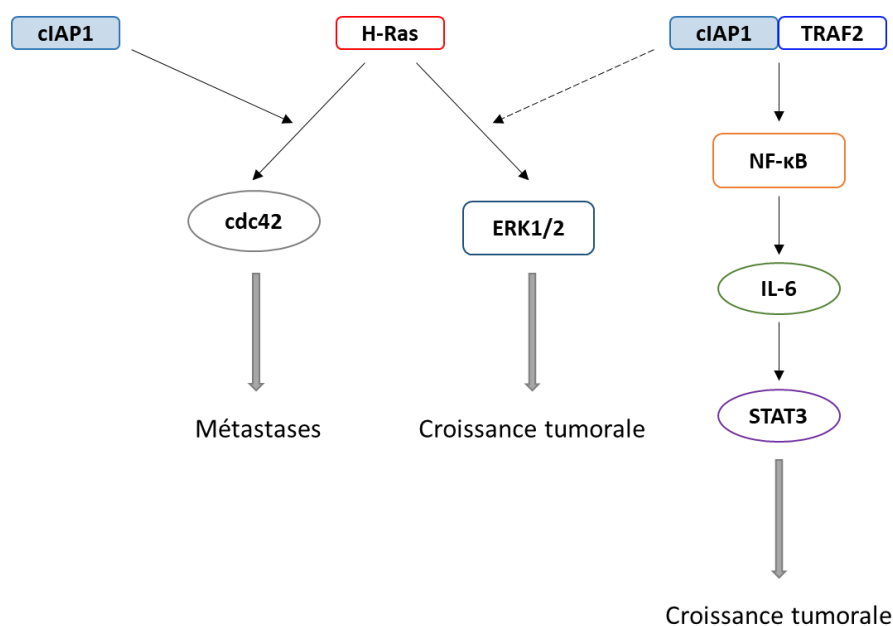 cIAP1
H-Ras
cIAP1 TRAF2
NF-κB
cdc42
ERK1/2
IL-6
STAT3
Métastases
Croissance tumorale
Croissance tumorale